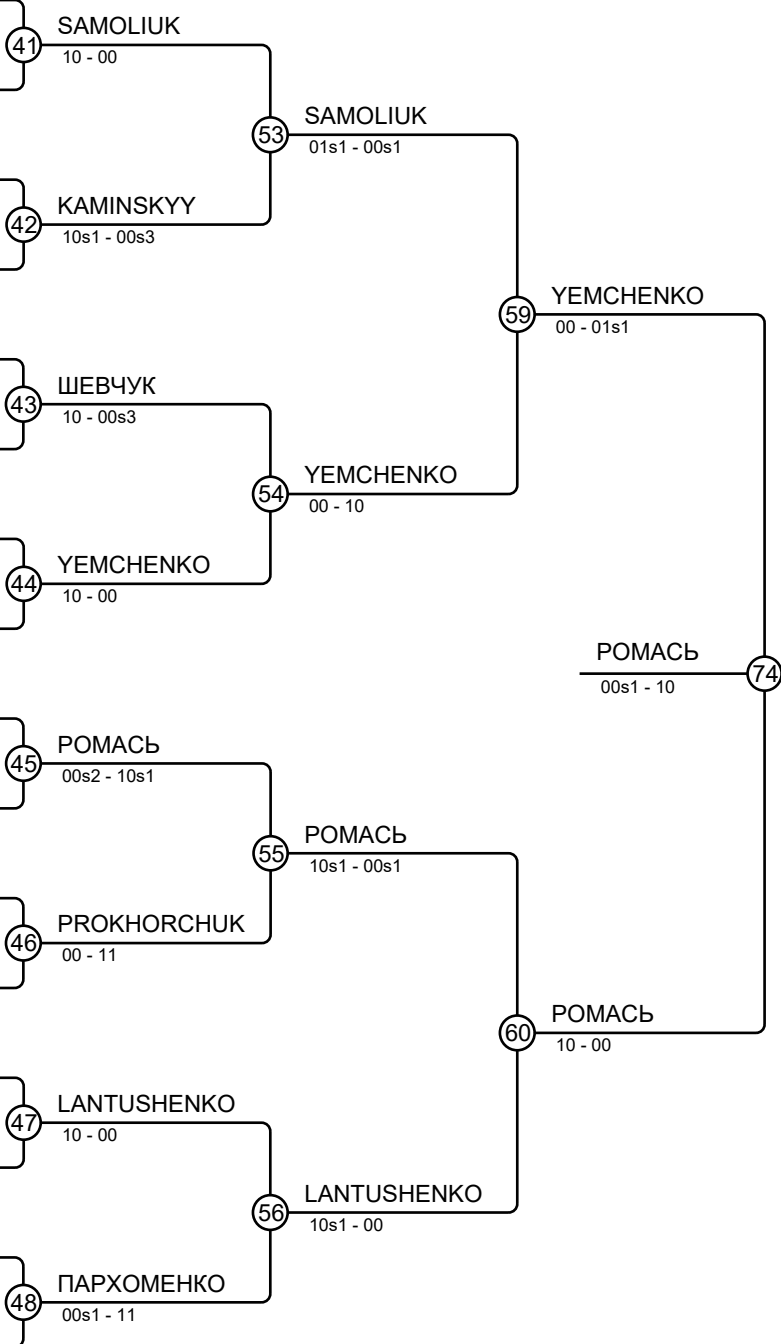 SAMOLIUK
41
10 - 00
SAMOLIUK
53
01s1 - 00s1
KAMINSKYY
42
10s1 - 00s3
YEMCHENKO
59
00 - 01s1
ШЕВЧУК
43
10 - 00s3
YEMCHENKO
54
00 - 10
YEMCHENKO
44
10 - 00
РОМАСЬ
74
00s1 - 10
РОМАСЬ
45
00s2 - 10s1
РОМАСЬ
55
10s1 - 00s1
PROKHORCHUK
46
00 - 11
РОМАСЬ
60
10 - 00
LANTUSHENKO
47
10 - 00
LANTUSHENKO
56
10s1 - 00
ПАРХОМЕНКО
48
00s1 - 11